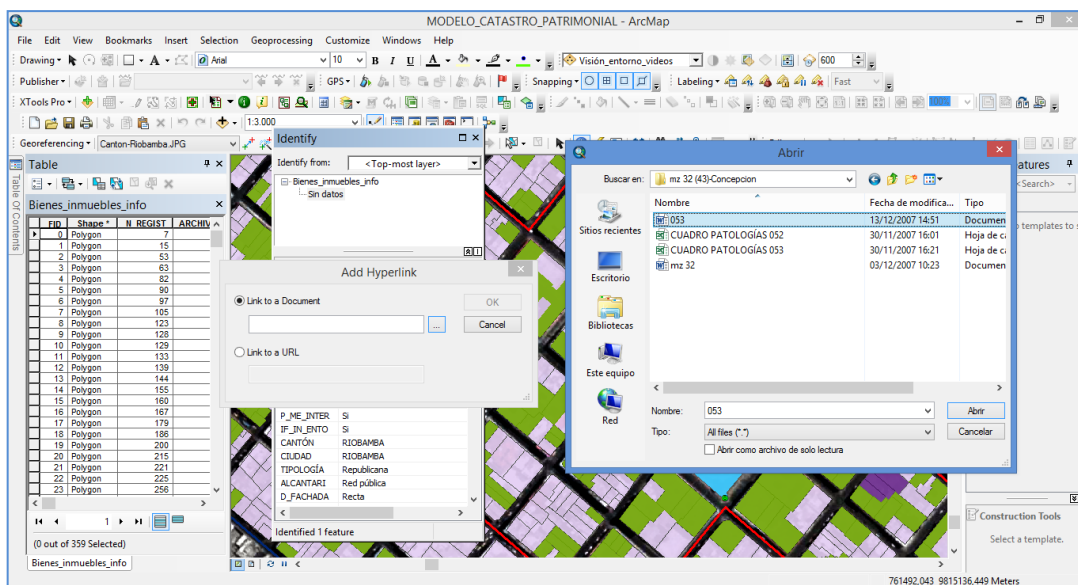 MODELO_CATASTRO_PATRIMONIAL - ArcMap
File Edit View Bookmarks Insert Selection Geoprocessing Customize Windows Help
Drawing Arial 10 B I U A Visión_entorno_videos 600
Publisher GPS Snapping Labeling Fast
XTools Pro 100%
1:3.000
Georeferencing Canton-Riobamba.JPG
Table Of Contents
Table
Bienes_inmuebles_info
FID Shape * N_REGIST ARCHIV
0 Polygon 7
1 Polygon 15
2 Polygon 53
3 Polygon 63
4 Polygon 82
5 Polygon 90
6 Polygon 97
7 Polygon 105
8 Polygon 123
9 Polygon 128
10 Polygon 129
11 Polygon 133
12 Polygon 139
13 Polygon 144
14 Polygon 155
15 Polygon 160
16 Polygon 167
17 Polygon 179
18 Polygon 186
19 Polygon 200
20 Polygon 215
21 Polygon 221
22 Polygon 225
23 Polygon 256
1
(0 out of 359 Selected)
Bienes_inmuebles_info
Identify
Identify from: <Top-most layer>
Bienes_inmuebles_info
Sin datos
Add Hyperlink
Link to a Document
OK
...
Cancel
Link to a URL
P_ME_INTER Si
IF_IN_ENTO Si
CANTÓN RIOBAMBA
CIUDAD RIOBAMBA
TIPOLOGÍA Republicana
ALCANTARI Red pública
D_FACHADA Recta
Identified 1 feature
Abrir
Buscar en: mz 32 (43)-Concepcion
Nombre Fecha de modifica... Tipo
053 13/12/2007 14:51 Documen
CUADRO PATOLOGÍAS 052 30/11/2007 16:01 Hoja de c
CUADRO PATOLOGÍAS 053 30/11/2007 16:21 Hoja de c
mz 32 03/12/2007 10:23 Documen
Sitios recientes
Escritorio
Bibliotecas
Este equipo
Red
Nombre: 053 Abrir
Tipo: All files (*.*) Cancelar
Abrir como archivo de solo lectura
atures
<Search>
templates to s
Construction Tools
Select a template.
761492,043 9815136,449 Meters